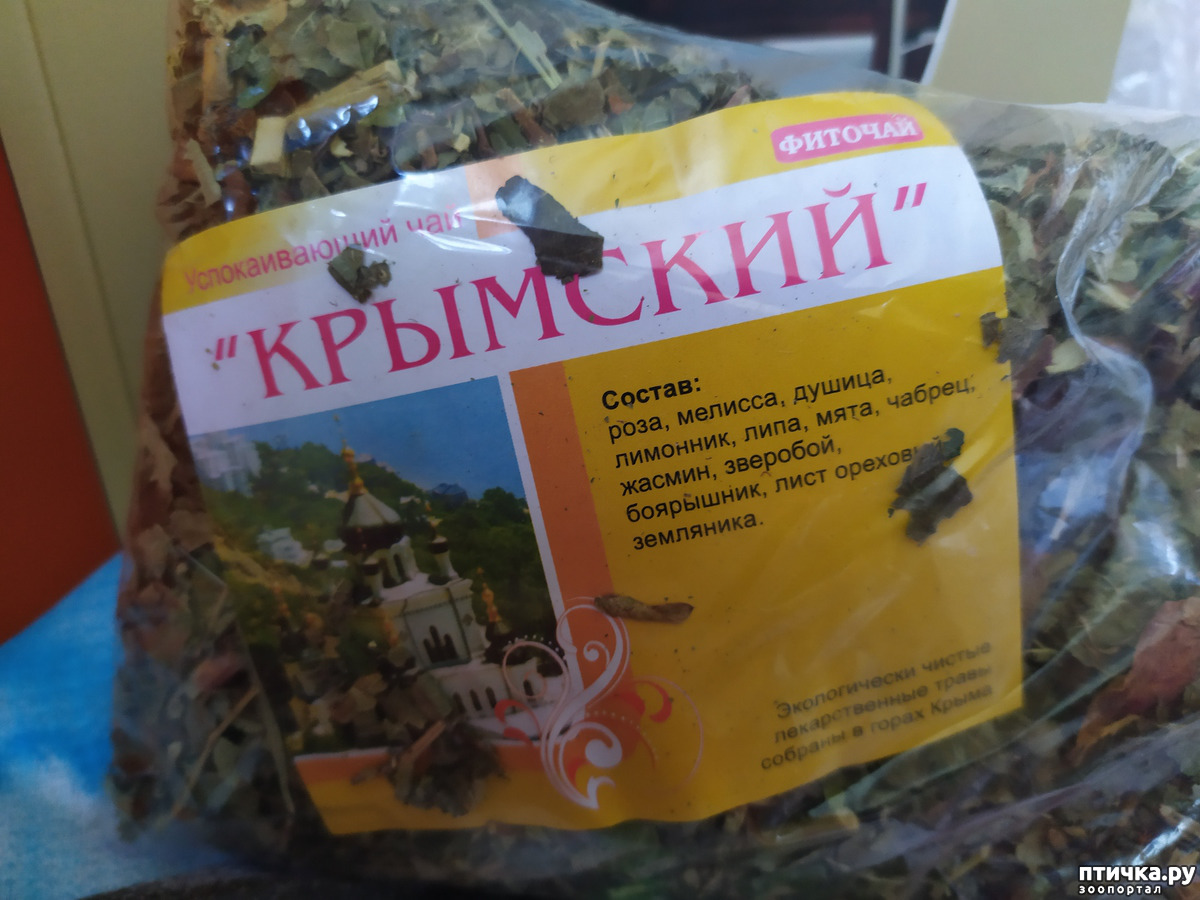 ФИТОЧАЙ
Успокаивающий чай
"КРЫМСКИЙ"
Состав:
роза, мелисса, душица,
лимонник, липа, мята, чабрец,
жасмин, зверобой,
боярышник, лист
земляника.
Экологически чистые
лекарственные травы
собраны в горах Крыма
птичка.ру
зоопортал